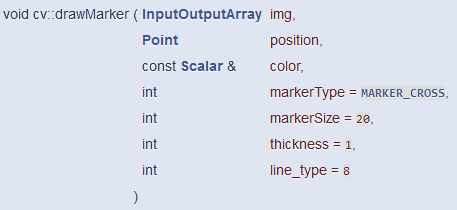 void cv::drawMarker ( InputOutputArray img,
Point position,
const Scalar & color,
int markerType = MARKER_CROSS,
int markerSize = 20,
int thickness = 1,
int line_type = 8
)